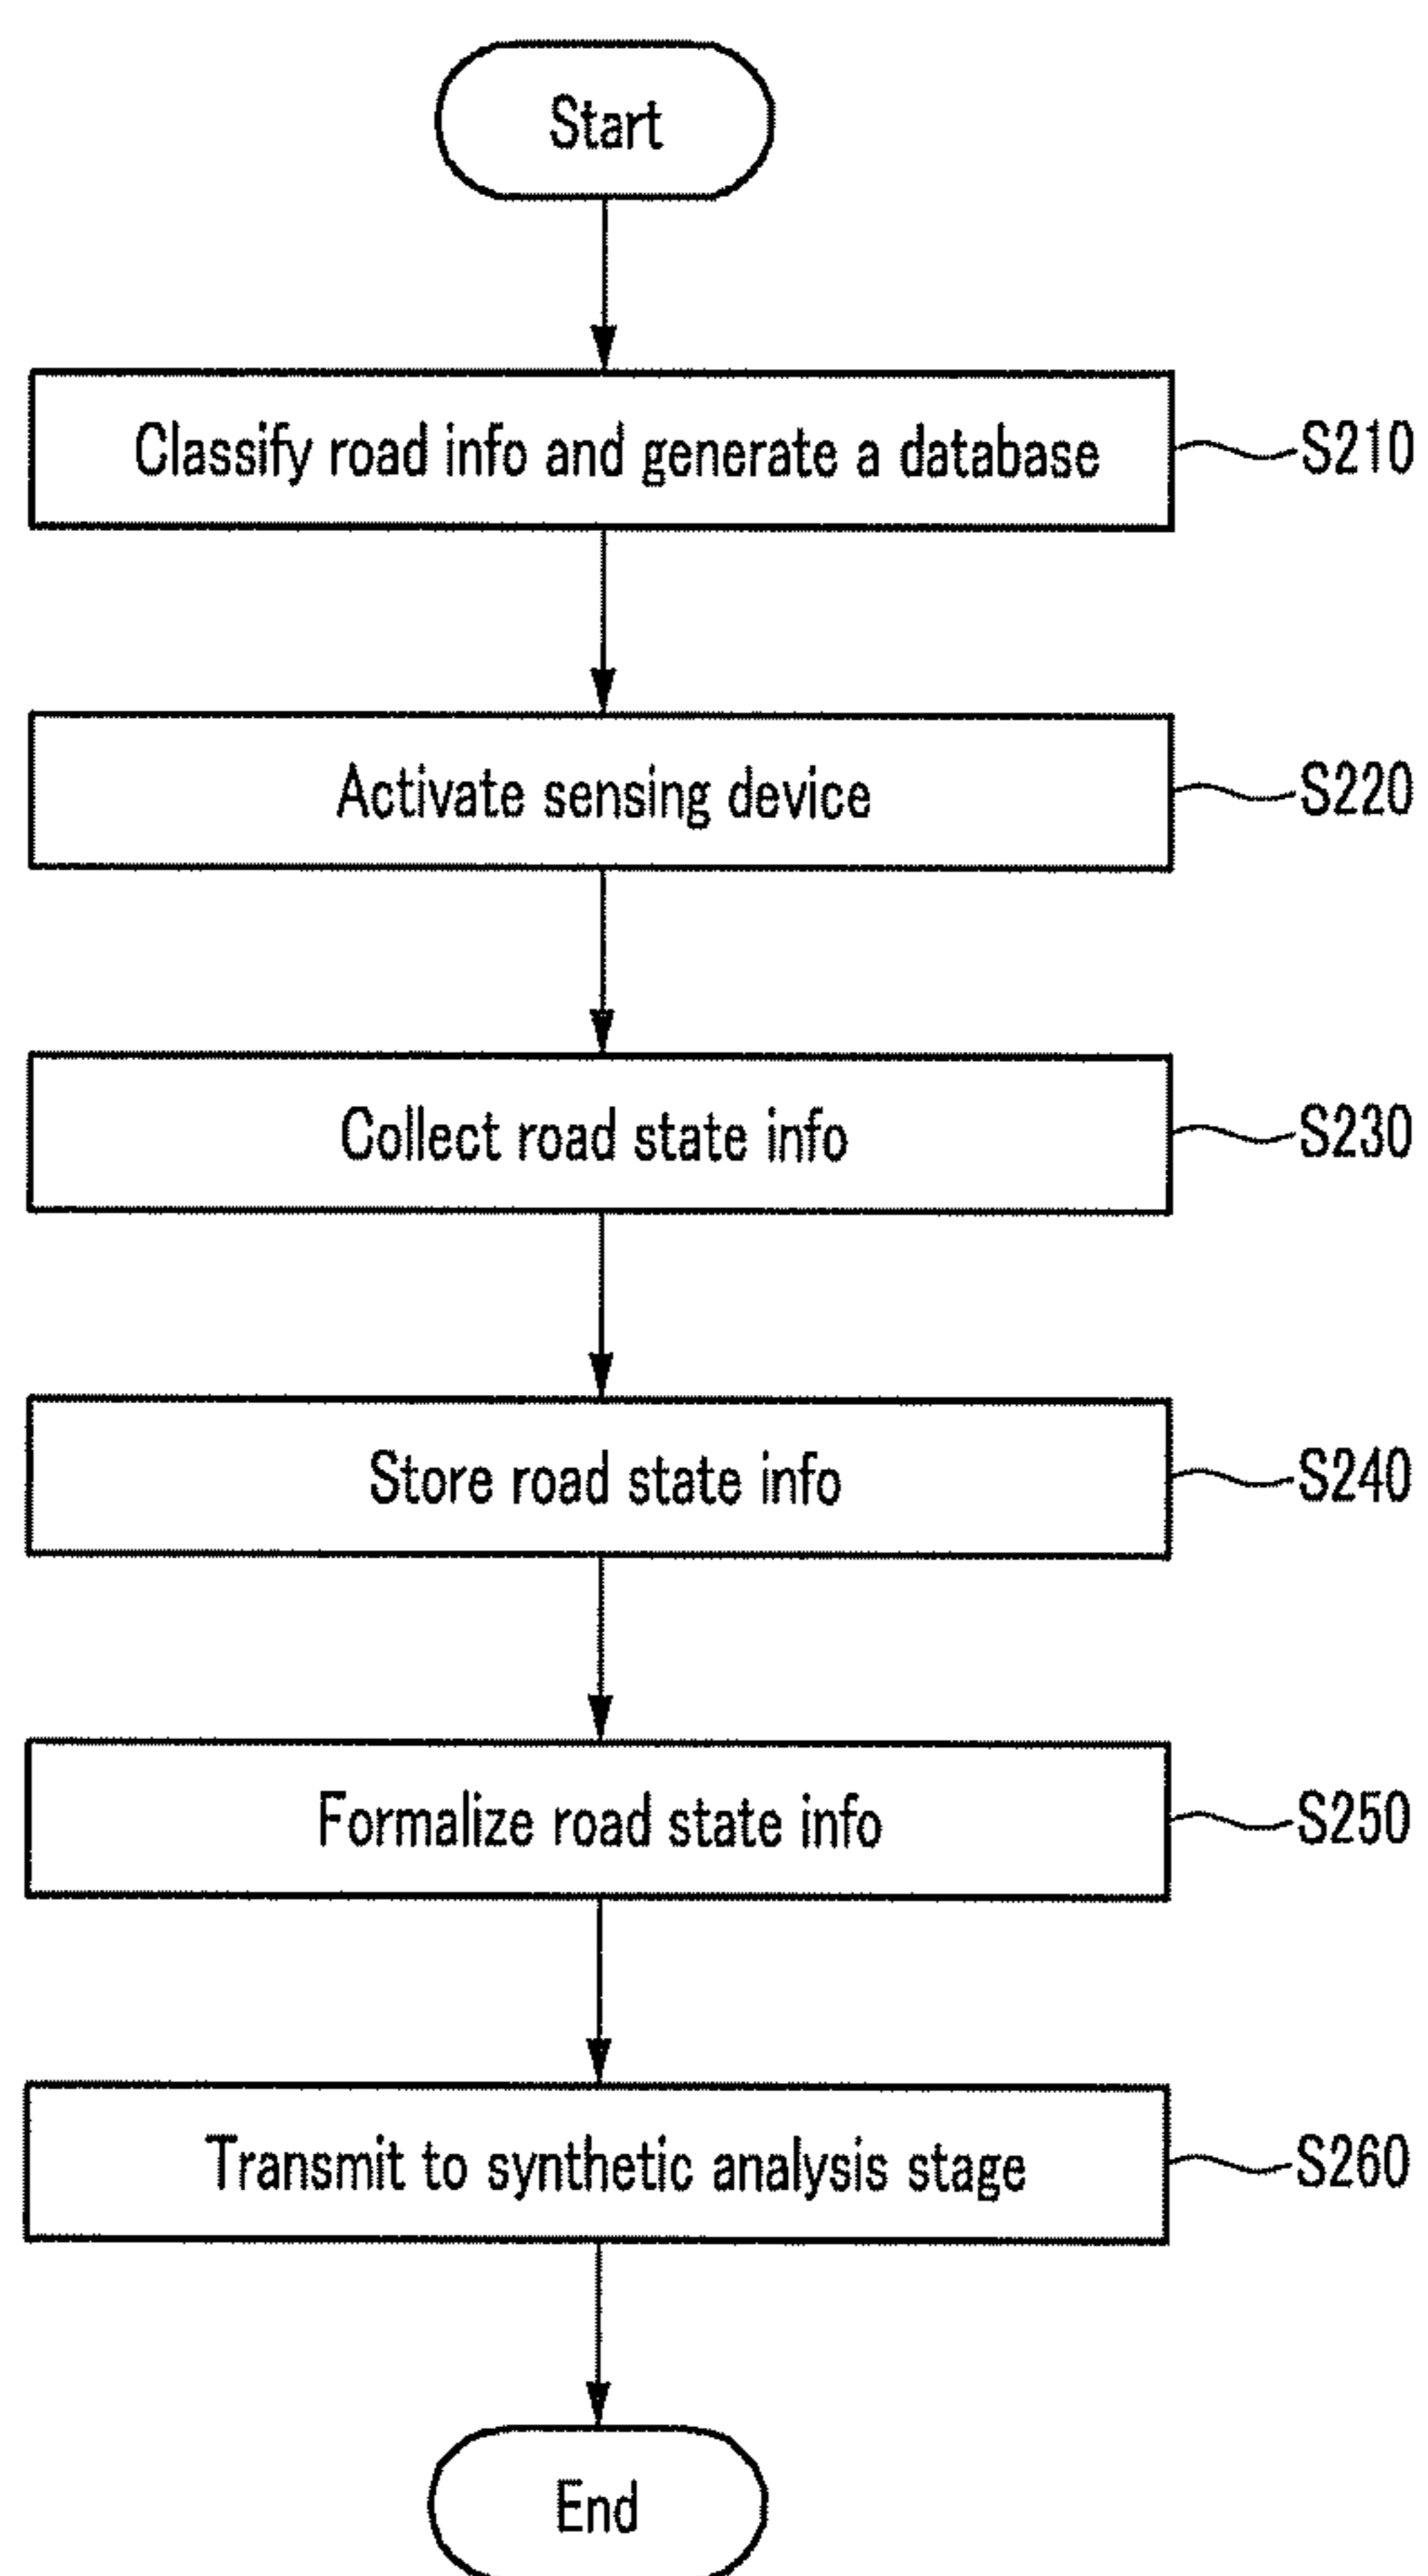 Start
Classify road info and generate a database
S210
Activate sensing device
S220
Collect road state info
S230
Store road state info
S240
Formalize road state info
S250
Transmit to synthetic analysis stage
S260
End